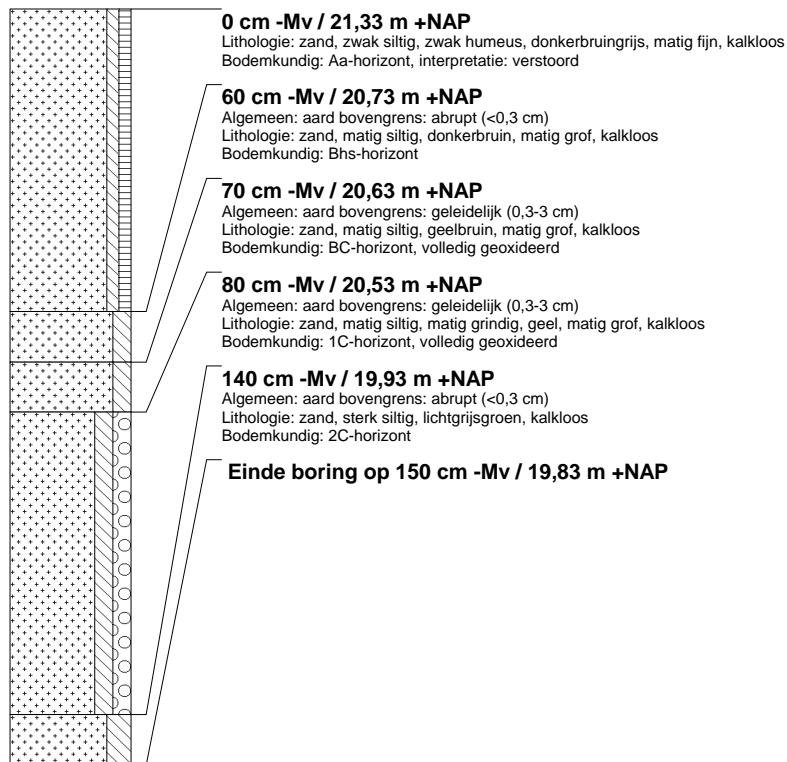 0 cm -Mv / 21,33 m +NAP
Lithologie: zand, zwak siltig, zwak humeus, donkerbruingrijs, matig fijn, kalkloos
Bodemkundig: Aa-horizont, interpretatie: verstoord
60 cm -Mv / 20,73 m +NAP
Algemeen: aard bovengrens: abrupt (<0,3 cm)
Lithologie: zand, matig siltig, donkerbruin, matig grof, kalkloos
Bodemkundig: Bhs-horizont
70 cm -Mv / 20,63 m +NAP
Algemeen: aard bovengrens: geleidelijk (0,3-3 cm)
Lithologie: zand, matig siltig, geelbruin, matig grof, kalkloos
Bodemkundig: BC-horizont, volledig geoxideerd
80 cm -Mv / 20,53 m +NAP
Algemeen: aard bovengrens: geleidelijk (0,3-3 cm)
Lithologie: zand, matig siltig, matig grindig, geel, matig grof, kalkloos
Bodemkundig: 1C-horizont, volledig geoxideerd
140 cm -Mv / 19,93 m +NAP
Algemeen: aard bovengrens: abrupt (<0,3 cm)
Lithologie: zand, sterk siltig, lichtgrijsgroen, kalkloos
Bodemkundig: 2C-horizont
Einde boring op 150 cm -Mv / 19,83 m +NAP